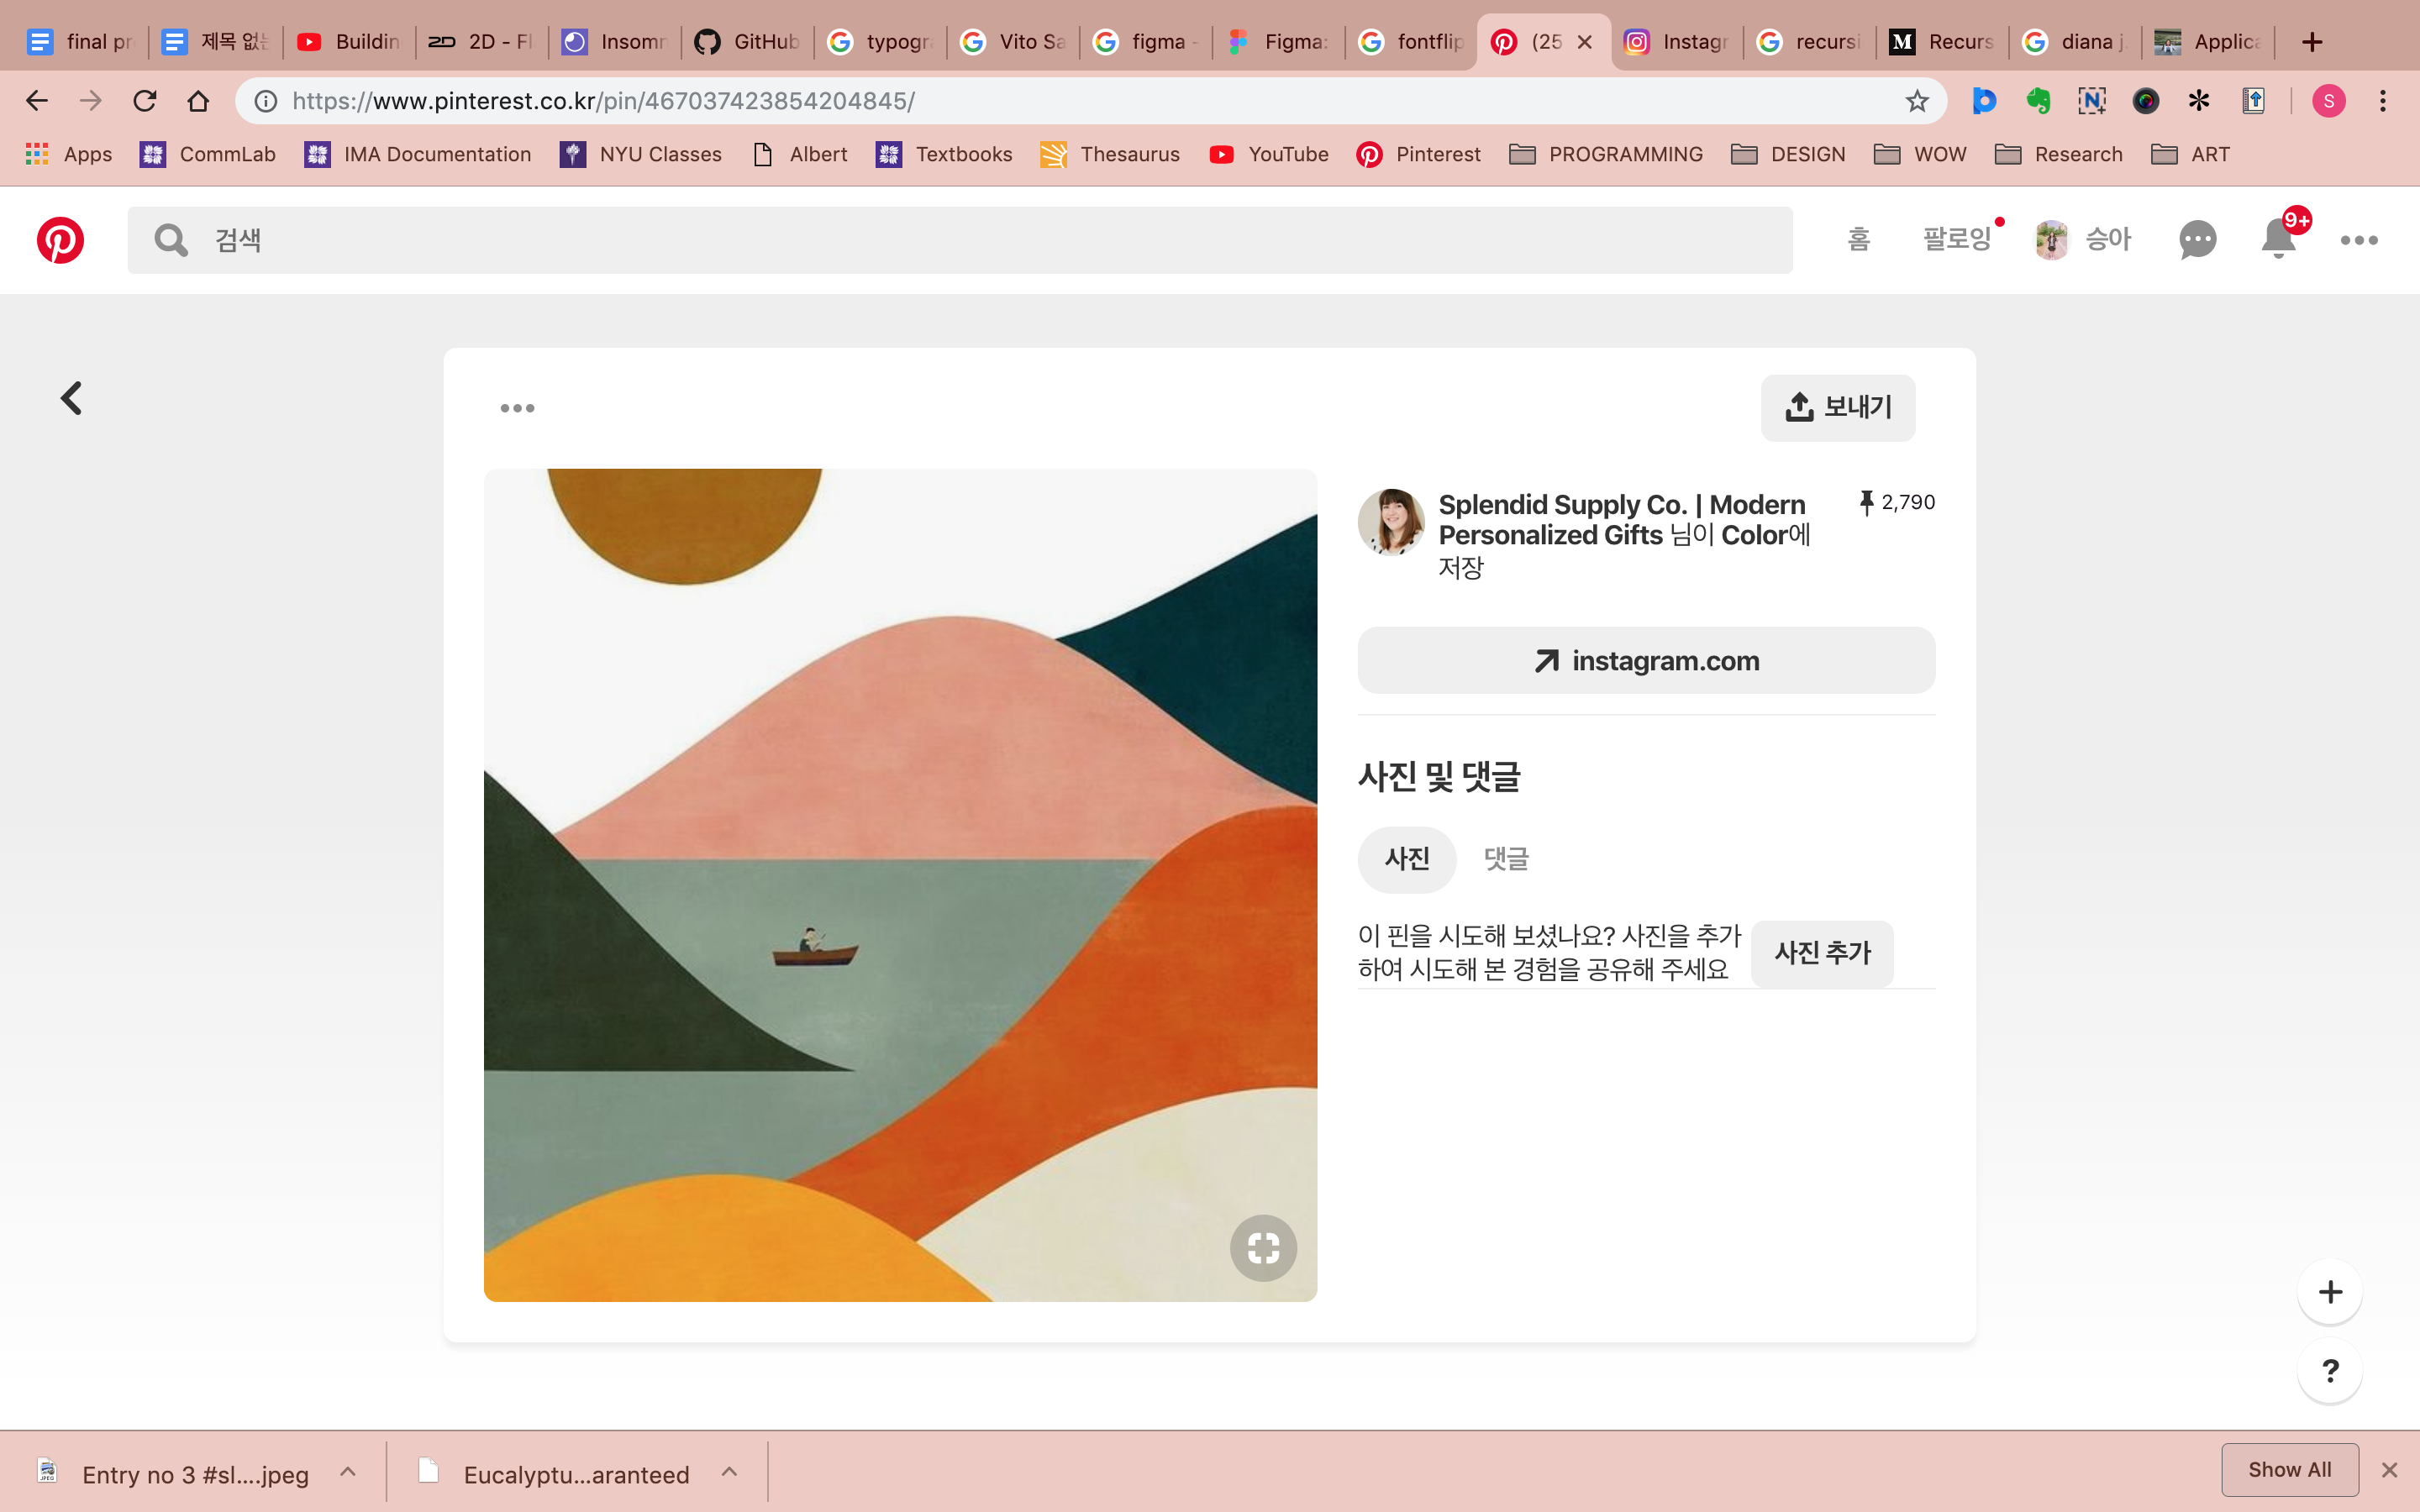 final pr
제목 없는
Buildin
2D - Fl
Insomn
GitHub
typogra
Vito Sa
figma -
Figma:
fontflip
(25
Instagr
recursi
Recurs
diana j
Applica
https://www.pinterest.co.kr/pin/467037423854204845/
S
Apps CommLab IMA Documentation NYU Classes Albert Textbooks Thesaurus YouTube Pinterest PROGRAMMING DESIGN WOW Research ART
검색
홈 팔로잉 승아 9+
보내기
Splendid Supply Co. | Modern
Personalized Gifts 님이 Color에
저장
2,790
instagram.com
사진 및 댓글
사진 댓글
이 핀을 시도해 보셨나요? 사진을 추가
하여 시도해 본 경험을 공유해 주세요
사진 추가
?
Entry no 3 #sl....jpeg
Eucalyptu...aranteed
Show All